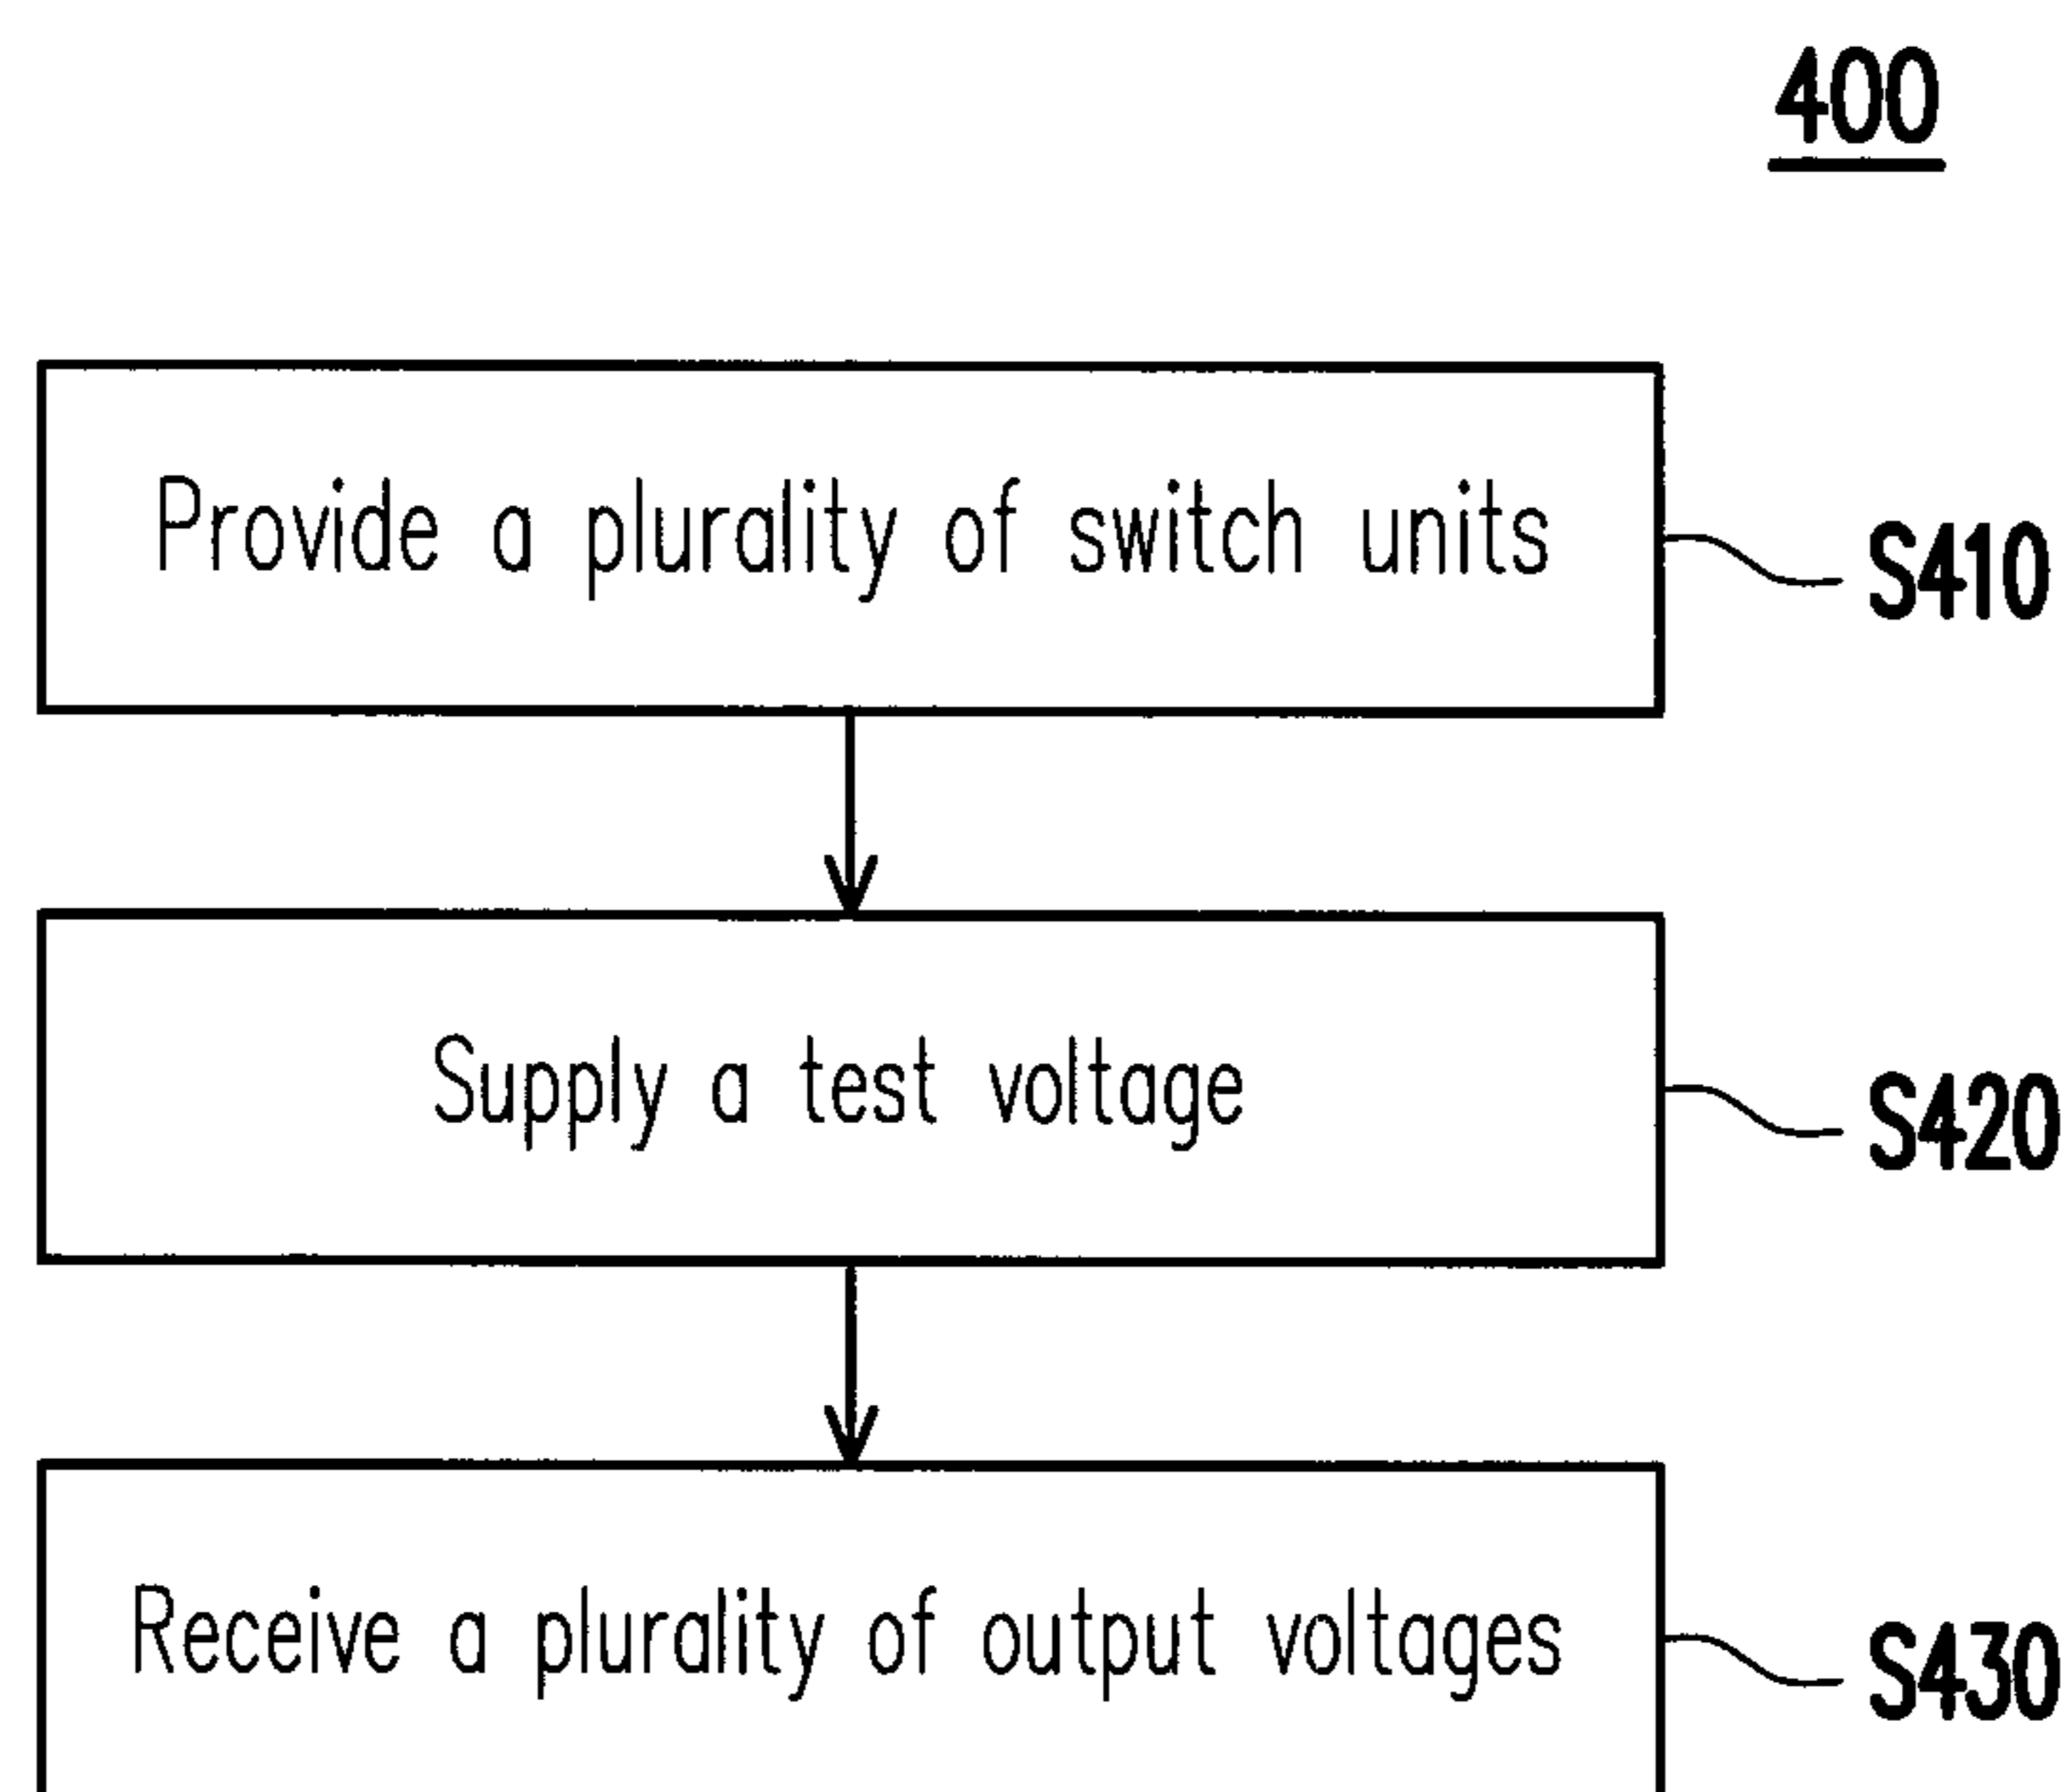 400
Provide a plurality of switch units
S410
Supply a test voltage
S420
Receive a plurality of output voltages
S430